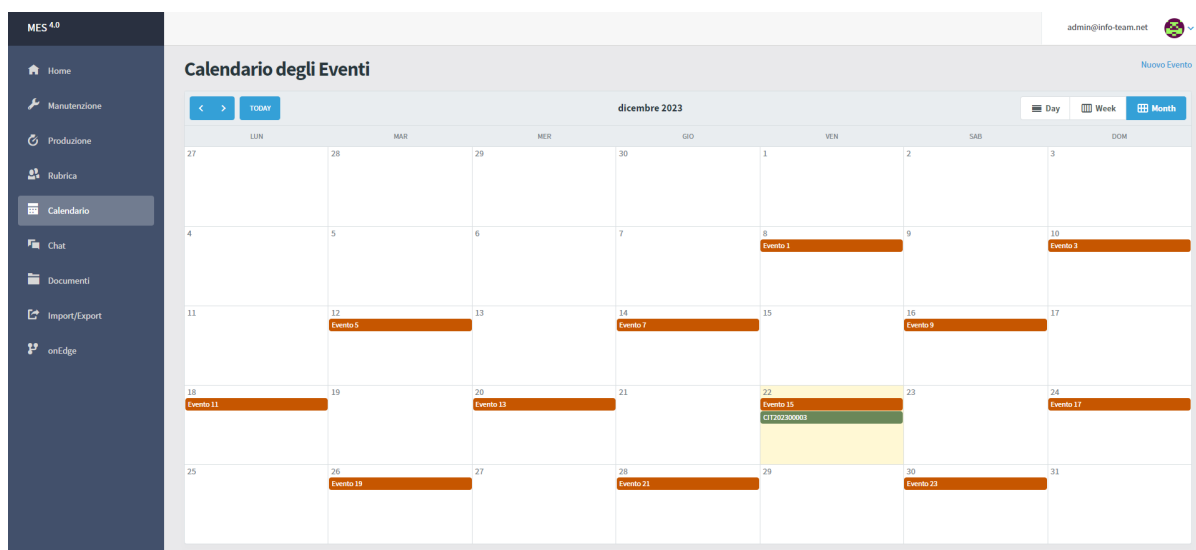 MES 4.0
admin@info-team.net
Home
Manutenzione
Produzione
Rubrica
Calendario
Chat
Documenti
Import/Export
onEdge
Calendario degli Eventi
Nuovo Evento
< > TODAY dicembre 2023 Day Week Month
LUN MAR MER GIO VEN SAB DOM
27 28 29 30 1 2 3
4 5 6 7 8 9 10
Evento 1 Evento 3
11 12 13 14 15 16 17
Evento 5 Evento 7 Evento 9
18 19 20 21 22 23 24
Evento 11 Evento 13 Evento 15 Evento 17
CIT202300003
25 26 27 28 29 30 31
Evento 19 Evento 21 Evento 23